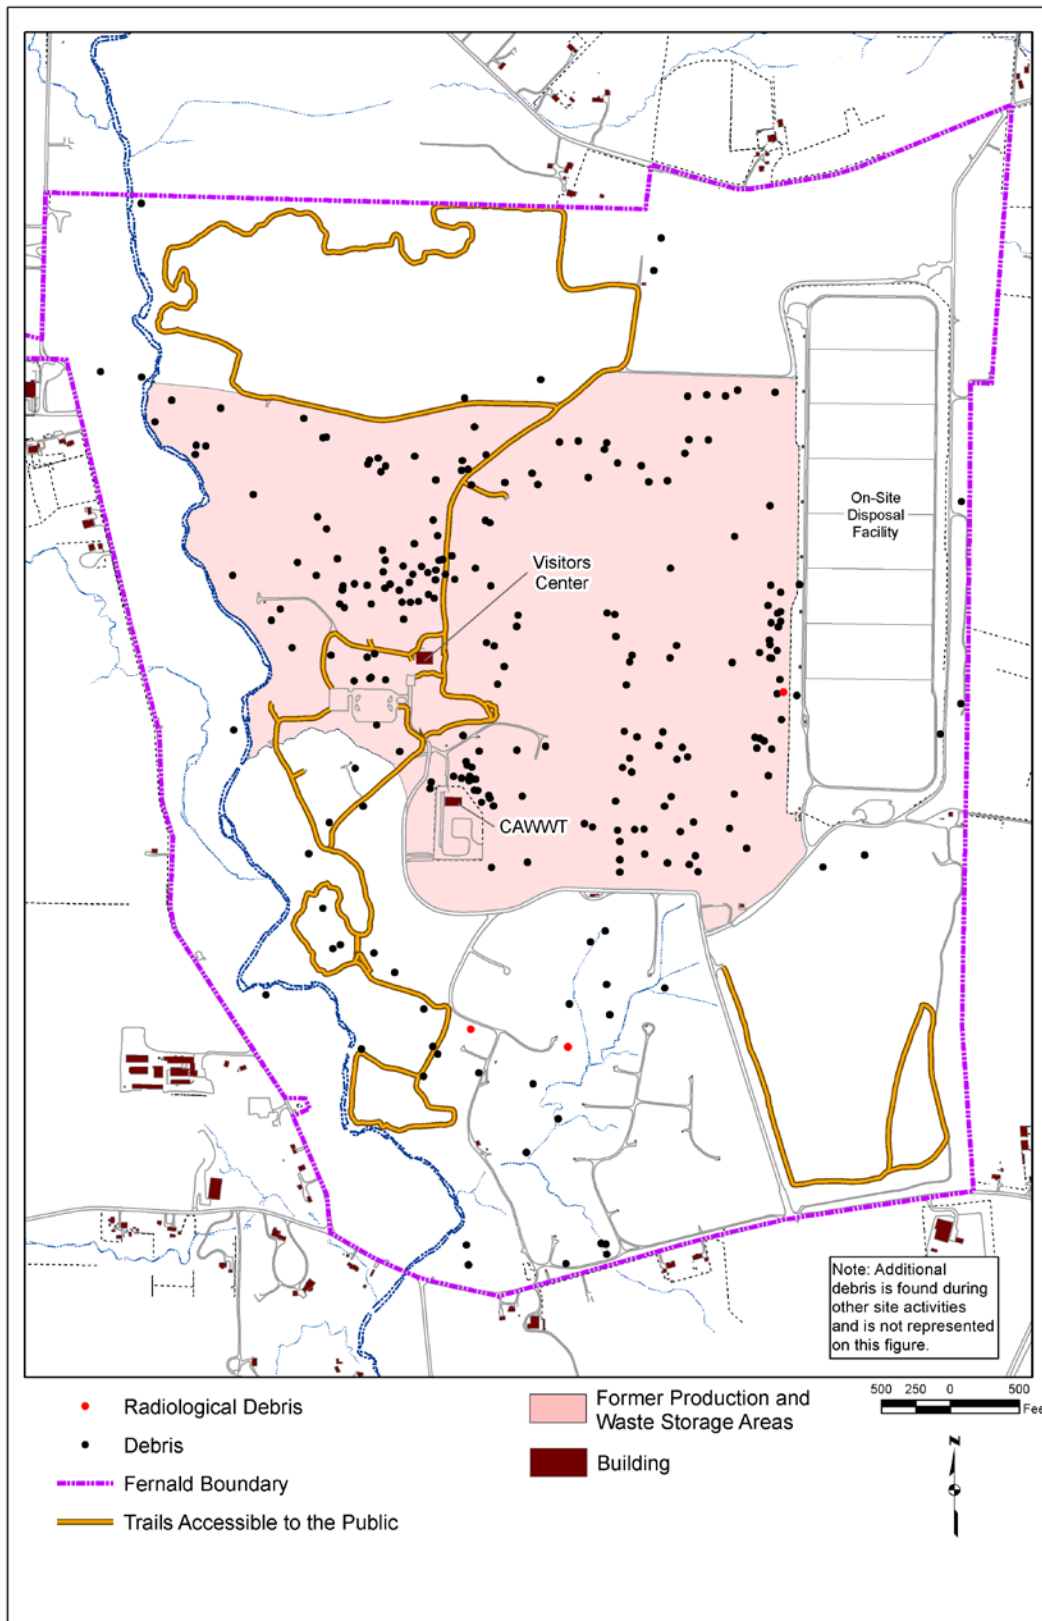 On-Site
Disposal
Facility
Visitors
Center
CAWWT
Note: Additional
debris is found during
other site activities
and is not represented
on this figure.
Radiological Debris
Debris
Fernald Boundary
Trails Accessible to the Public
Former Production and
Waste Storage Areas
Building
500 250 0 500
Fee
N